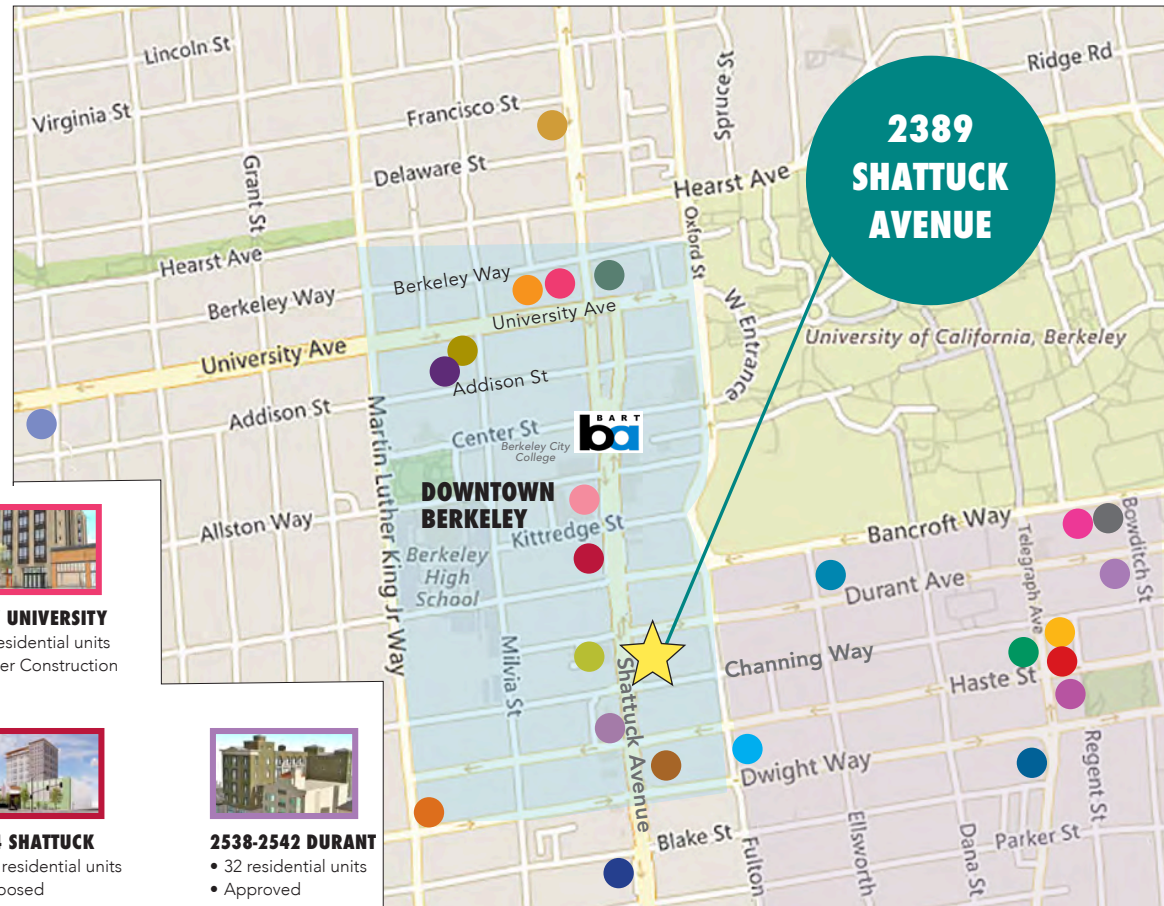 Lincoln St
Virginia St
Francisco St
Spruce St
Ridge Rd
Grant St
Delaware St
Hearst Ave
2389
SHATTUCK
AVENUE
Oxford St
Hearst Ave
Berkeley Way
Berkeley Way
University Ave
W Entrance
University of California, Berkeley
University Ave
Addison St
Addison St
Martin Luther King Jr Way
Center St
Berkeley City
College
BART
ba
DOWNTOWN
BERKELEY
Allston Way
Kittredge St
Berkeley
High
School
Bancroft Way
Telegraph Ave
Bowditch St
Durant Ave
Milvia St
Shattuck Avenue
Channing Way
Haste St
Dwight Way
Regent St
Blake St
Fulton
Ellsworth
Dana St
Parker St
UNIVERSITY
residential units
er Construction
SHATTUCK
residential units
posed
2538-2542 DURANT
• 32 residential units
• Approved